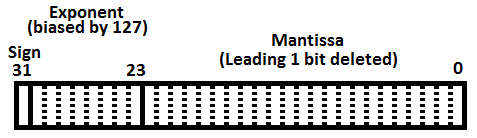 Exponent
(biased by 127)
Mantissa
(Leading 1 bit deleted)
Sign
31 23 0